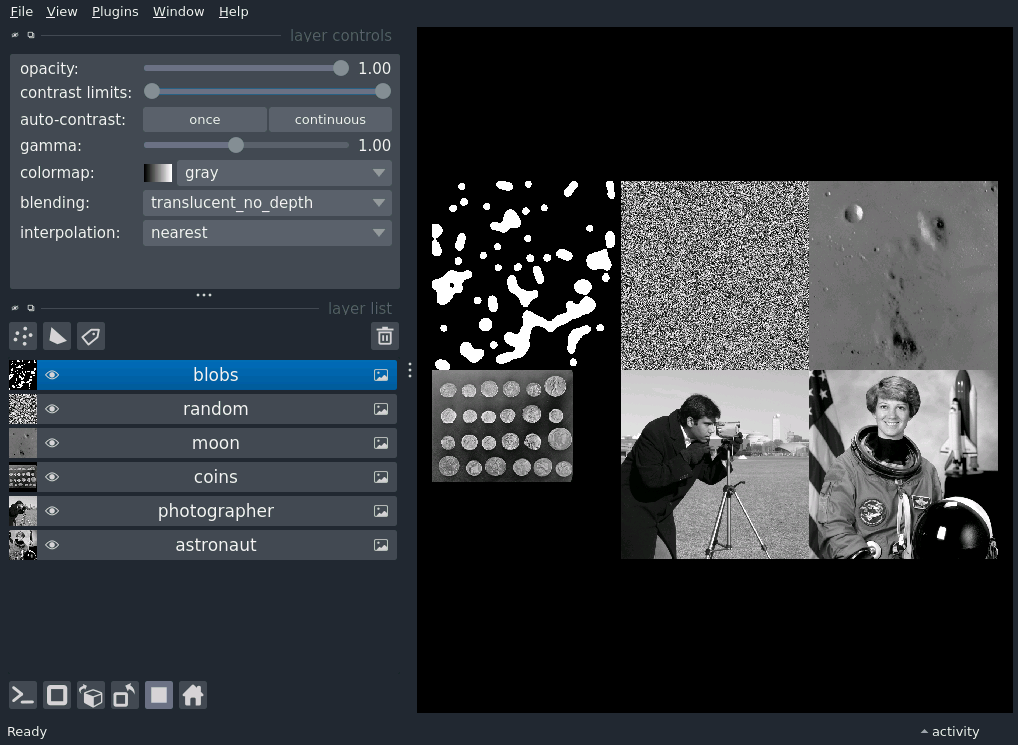 File View Plugins Window Help
layer controls
opacity: 1.00
contrast limits:
auto-contrast: once continuous
gamma: 1.00
colormap: gray
blending: translucent_no_depth
interpolation: nearest
layer list
blobs
random
moon
coins
photographer
astronaut
Ready activity